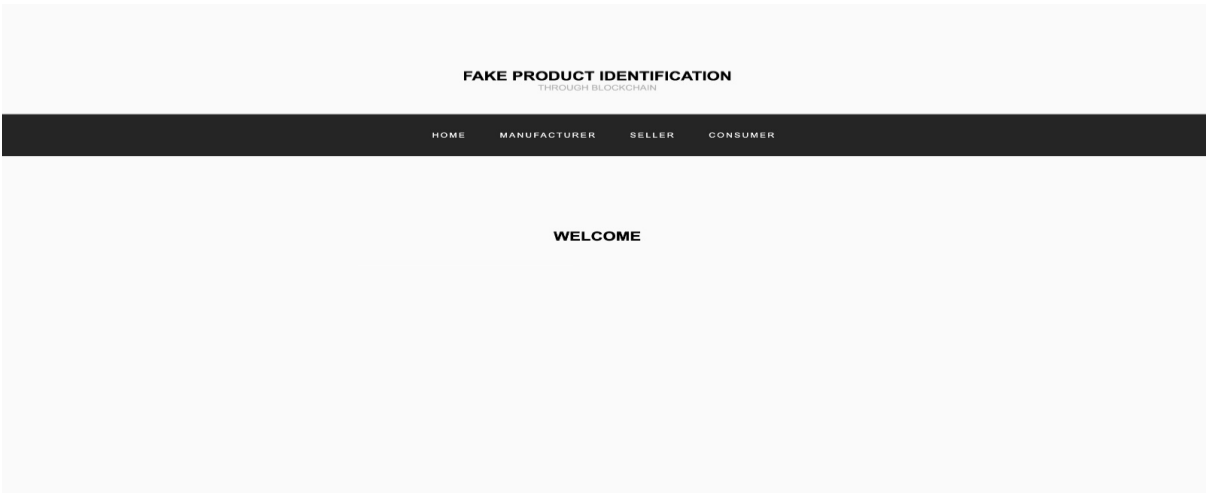 FAKE PRODUCT IDENTIFICATION
THROUGH BLOCKCHAIN
HOME MANUFACTURER SELLER CONSUMER
WELCOME